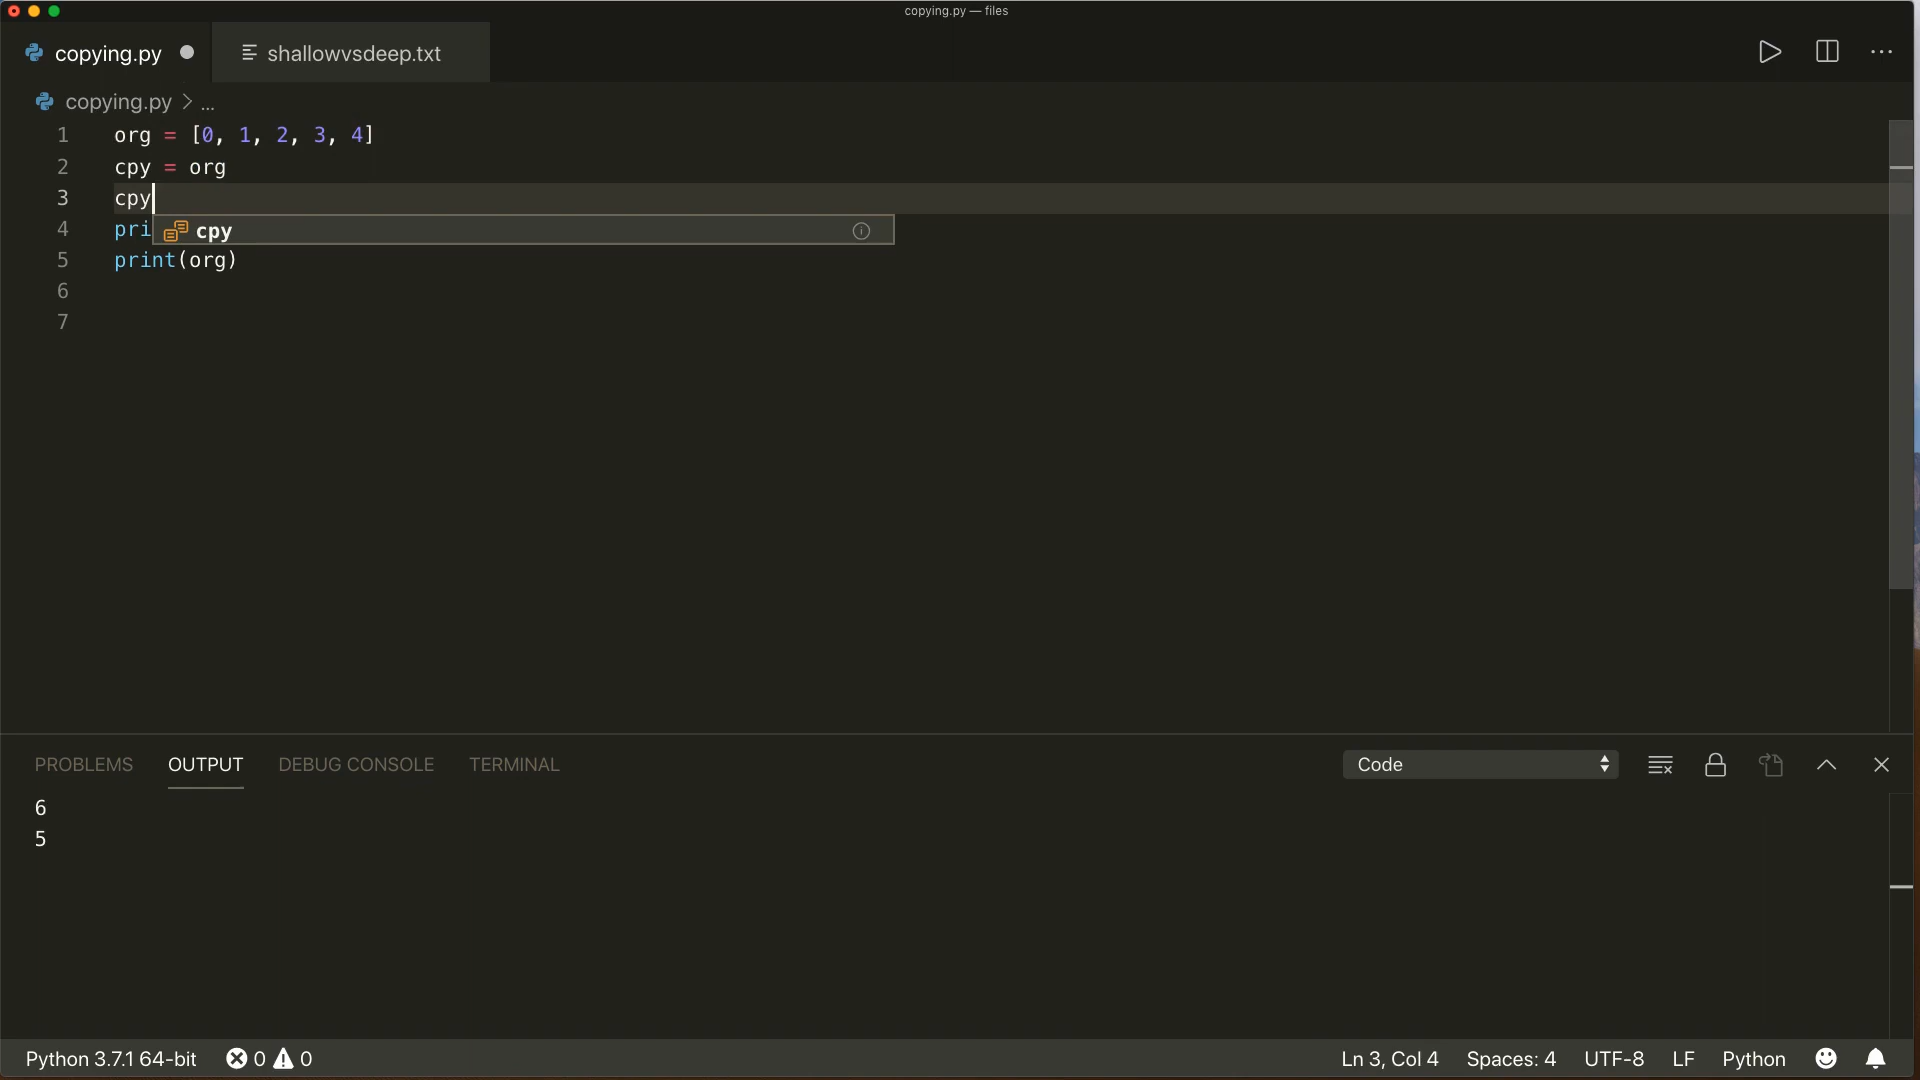 copying.py — files
copying.py
shallowvsdeep.txt
copying.py > ...
1 org = [0, 1, 2, 3, 4]
2 cpy = org
3 cpy
4 pri
cpy
5 print(org)
6
7
PROBLEMS OUTPUT DEBUG CONSOLE TERMINAL Code
6
5
Python 3.7.1 64-bit 0 0 Ln 3, Col 4 Spaces: 4 UTF-8 LF Python